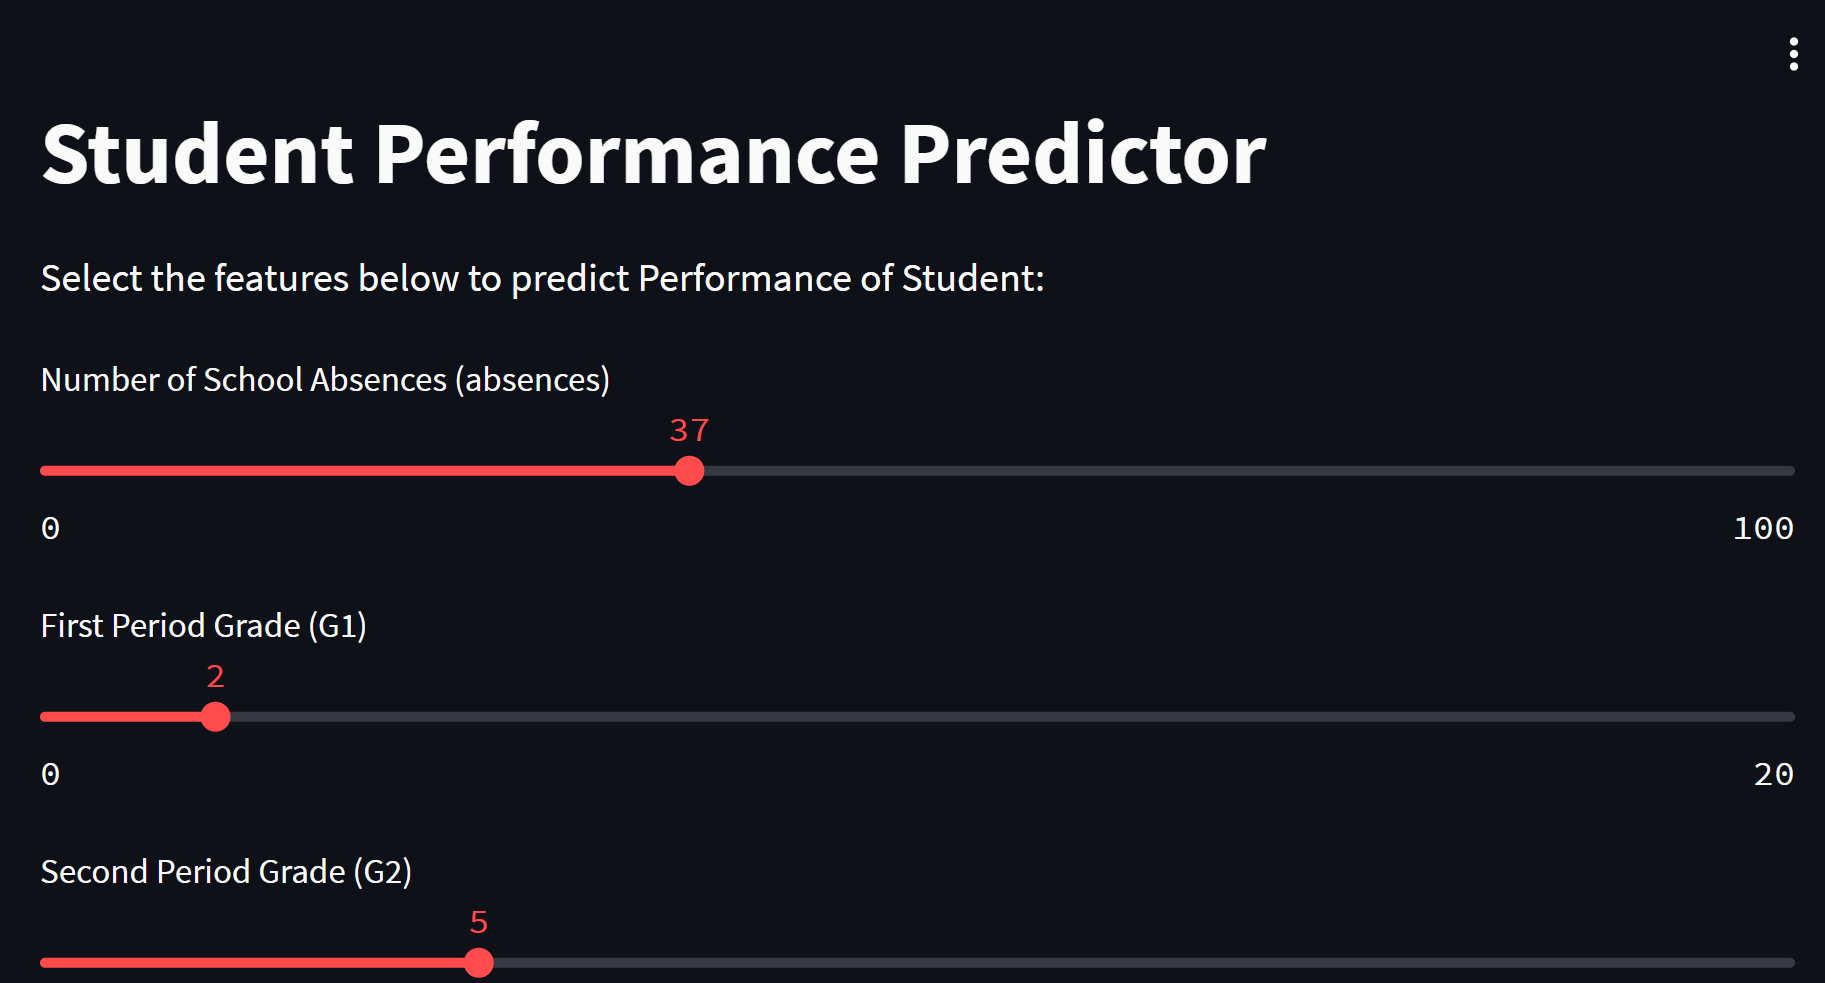 Student Performance Predictor
Select the features below to predict Performance of Student:
Number of School Absences (absences)
37
0 100
First Period Grade (G1)
2
0 20
Second Period Grade (G2)
5